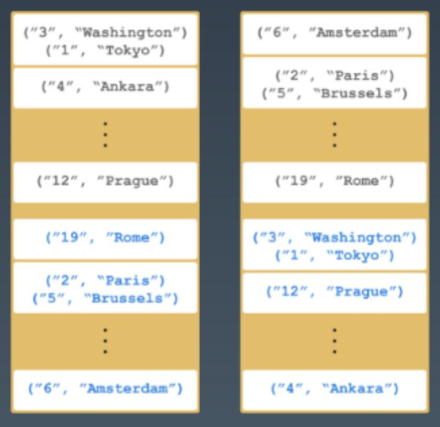 ("3", "Washington")
("1", "Tokyo")
("4", "Ankara")
("12", "Prague")
("19", "Rome")
("2", "Paris")
("5", "Brussels")
("6", "Amsterdam")
("6", "Amsterdam")
("2", "Paris")
("5", "Brussels")
("19", "Rome")
("3", "Washington")
("1", "Tokyo")
("12", "Prague")
("4", "Ankara")